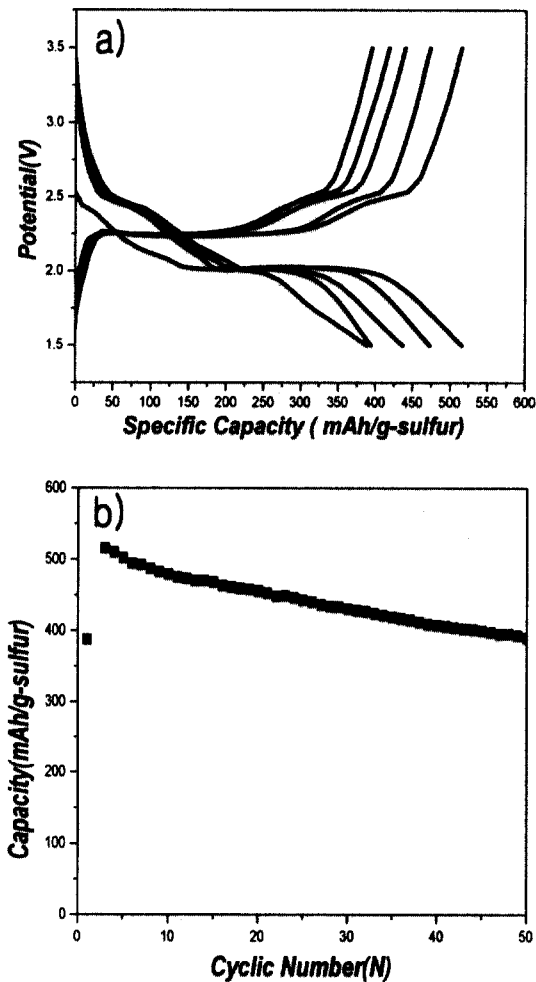 a)
3.5
3.0
2.5
2.0
1.5
Potential(V)
0 50 100 150 200 250 300 350 400 450 500 550 600
Specific Capacity ( mAh/g-sulfur)
b)
600
500
400
300
200
100
0
Capacity(mAh/g-sulfur)
0 10 20 30 40 50
Cyclic Number(N)